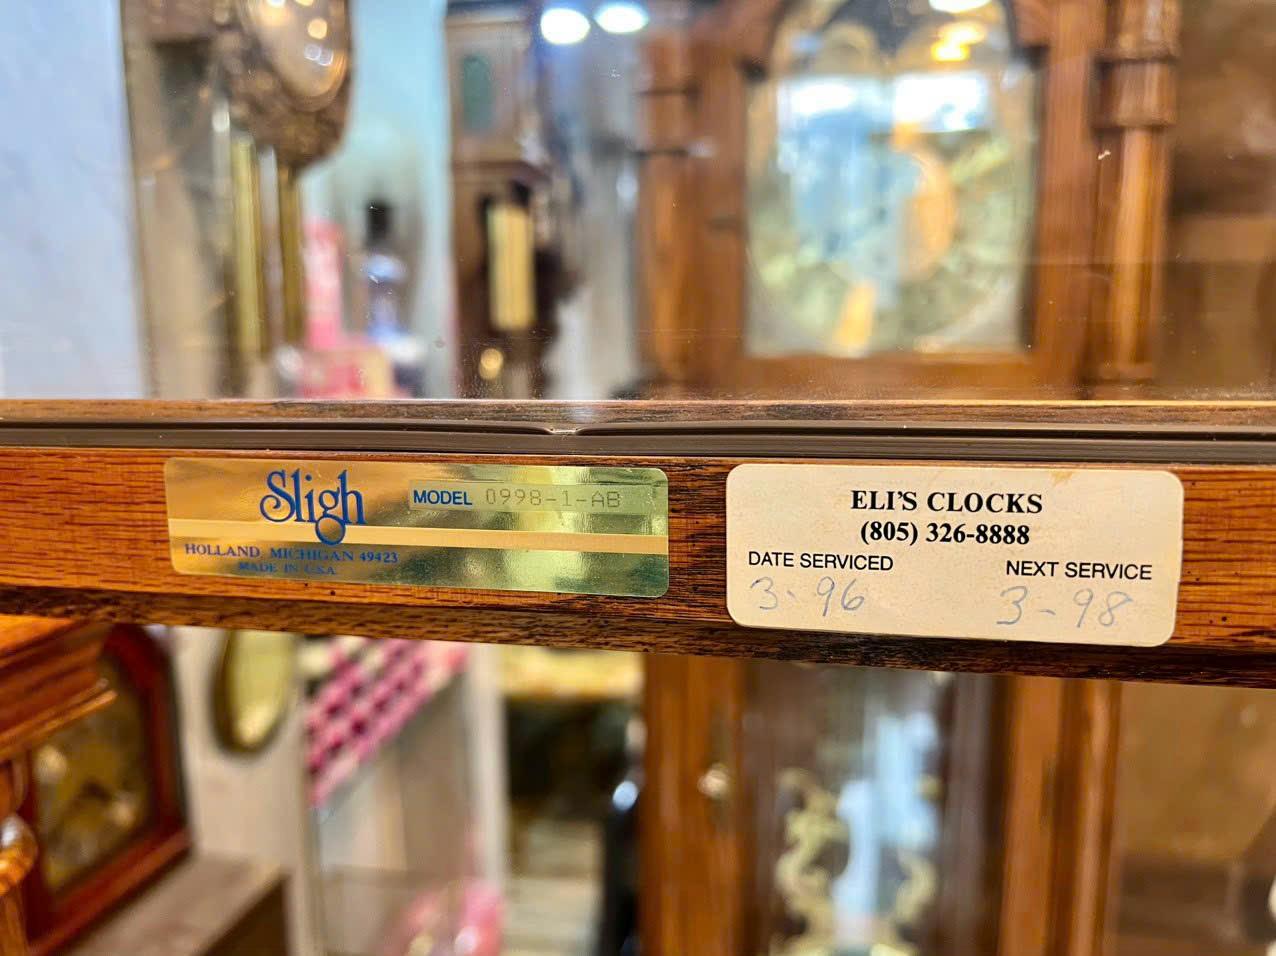 Sligh
MODEL 0998-1-AB
HOLLAND, MICHIGAN 49423
MADE IN U.S.A.
ELI'S CLOCKS
(805) 326-8888
DATE SERVICED
NEXT SERVICE
3-96
3-98